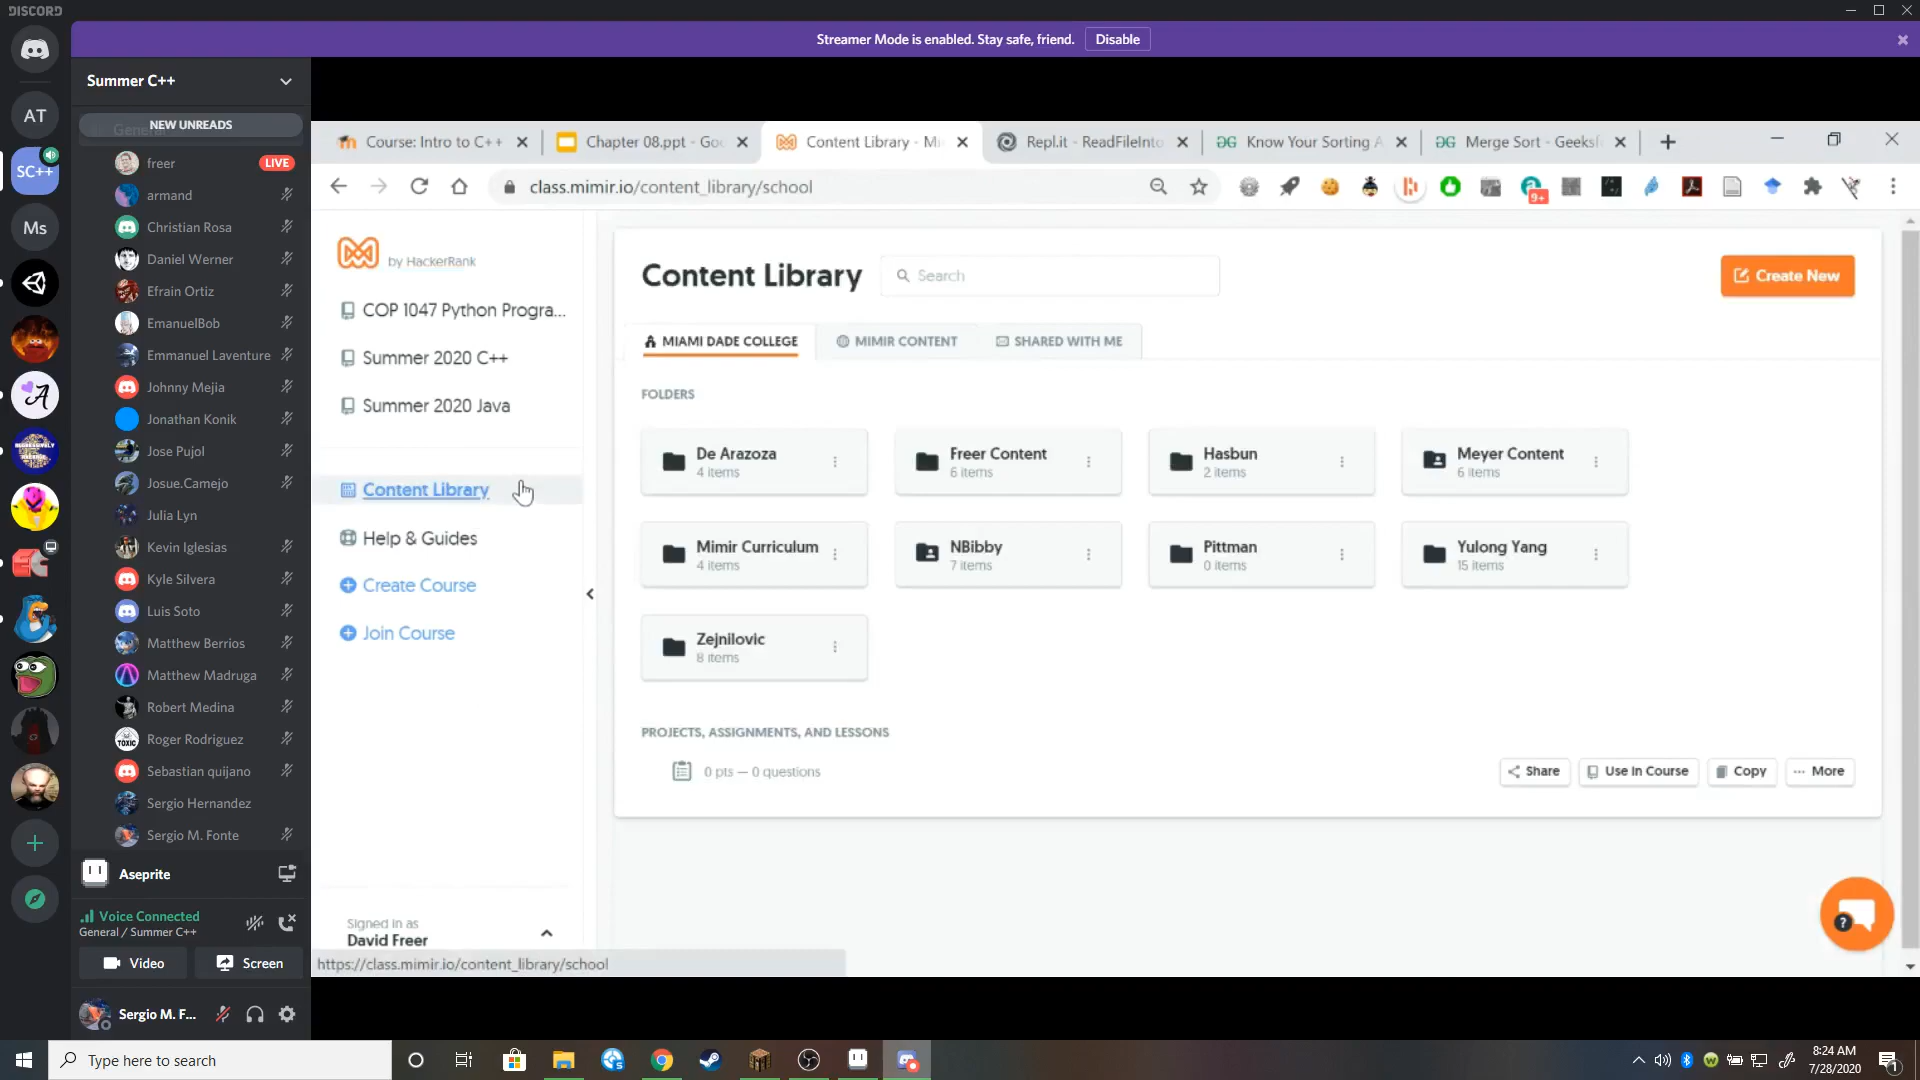 DISCORD
Streamer Mode is enabled. Stay safe, friend.
Disable
Summer C++
NEW UNREADS
freer
LIVE
armand
Christian Rosa
Daniel Werner
Efrain Ortiz
EmanuelBob
Emmanuel Laventure
Johnny Mejia
Jonathan Konik
Jose Pujol
Josue.Camejo
Julia Lyn
Kevin Iglesias
Kyle Silvera
Luis Soto
Matthew Berrios
Matthew Madruga
Robert Medina
Roger Rodriguez
Sebastian quijano
Sergio Hernandez
Sergio M. Fonte
Aseprite
Voice Connected
General / Summer C++
Video
Screen
Sergio M. F...
AT
SC++
Ms
TOXIC
Course: Intro to C++
Chapter 08.ppt - Goo
Content Library - Mi
Repl.it - ReadFileInto
Know Your Sorting A
Merge Sort - Geeksf
class.mimir.io/content_library/school
9+
by HackerRank
COP 1047 Python Progra...
Summer 2020 C++
Summer 2020 Java
Content Library
Help & Guides
Create Course
Join Course
Signed in as
David Freer
https://class.mimir.io/content_library/school
Content Library
Search
Create New
MIAMI DADE COLLEGE
MIMIR CONTENT
SHARED WITH ME
FOLDERS
De Arazoza
4 items
Freer Content
6 items
Hasbun
2 items
Meyer Content
6 items
Mimir Curriculum
4 items
NBibby
7 items
Pittman
0 items
Yulong Yang
15 items
Zejnilovic
8 items
PROJECTS, ASSIGNMENTS, AND LESSONS
0 pts — 0 questions
Share
Use In Course
Copy
More
Type here to search
8:24 AM
7/28/2020